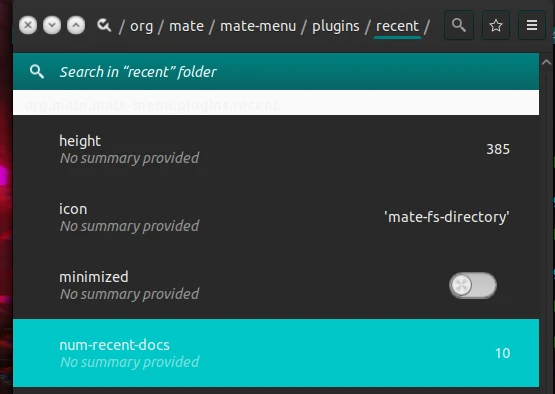 / org / mate / mate-menu / plugins / recent /
Search in “recent” folder
org.mate.mate-menu.plugins.recent
height
385
No summary provided
icon
'mate-fs-directory'
No summary provided
minimized
No summary provided
num-recent-docs
10
No summary provided